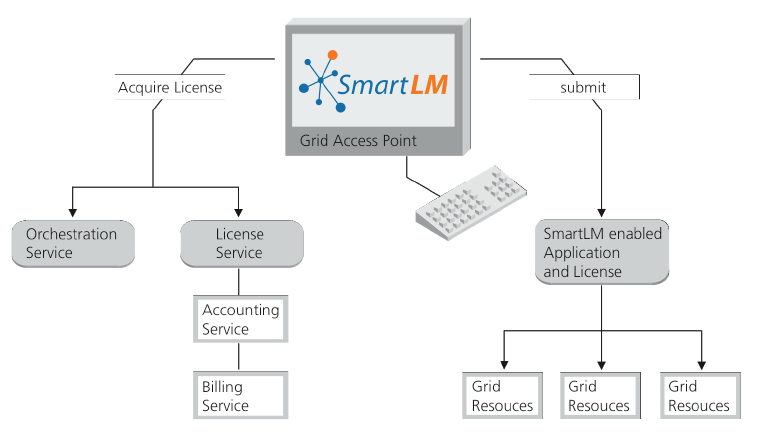 SmartLM
Grid Access Point
Acquire License
submit
Orchestration
Service
License
Service
Accounting
Service
Billing
Service
SmartLM enabled
Application
and License
Grid
Resouces
Grid
Resouces
Grid
Resouces